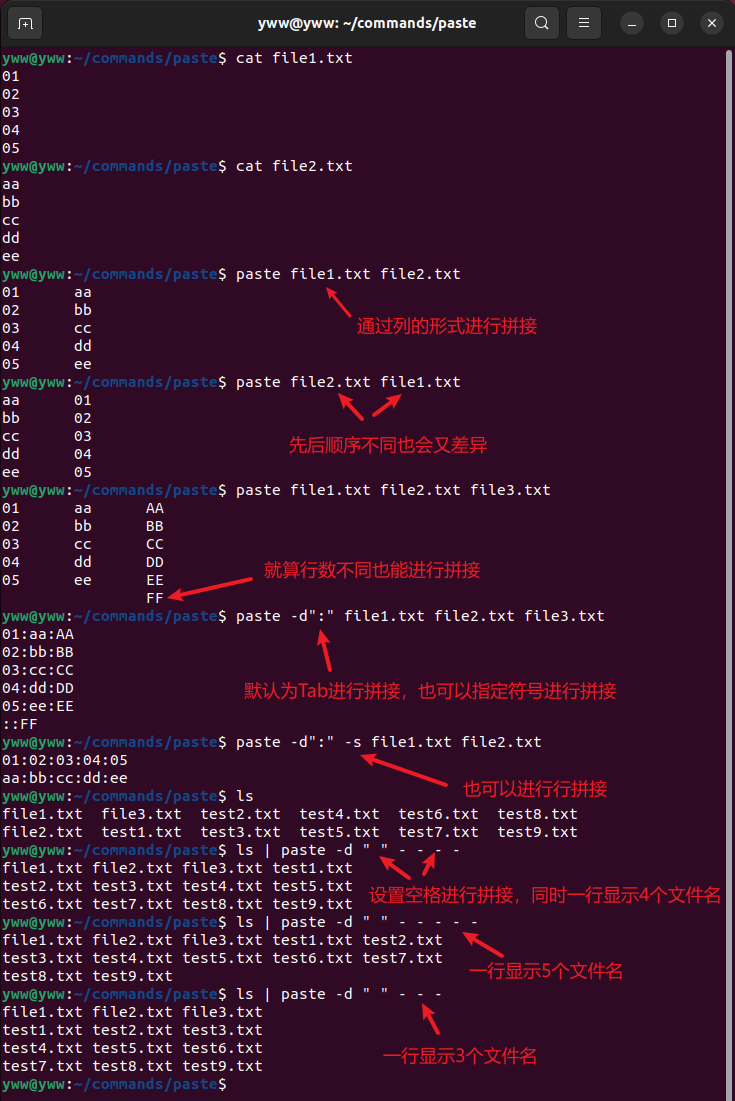 yww@yww: ~/commands/paste
yww@yww:~/commands/paste$ cat file1.txt
01
02
03
04
05
yww@yww:~/commands/paste$ cat file2.txt
aa
bb
cc
dd
ee
yww@yww:~/commands/paste$ paste file1.txt file2.txt
01      aa
02      bb
03      cc
通过列的形式进行拼接
04      dd
05      ee
yww@yww:~/commands/paste$ paste file2.txt file1.txt
aa      01
bb      02
cc      03
先后顺序不同也会又差异
dd      04
ee      05
yww@yww:~/commands/paste$ paste file1.txt file2.txt file3.txt
01      aa      AA
02      bb      BB
03      cc      CC
04      dd      DD
就算行数不同也能进行拼接
05      ee      EE
                FF
yww@yww:~/commands/paste$ paste -d":" file1.txt file2.txt file3.txt
01:aa:AA
02:bb:BB
03:cc:CC
04:dd:DD
默认为Tab进行拼接，也可以指定符号进行拼接
05:ee:EE
::FF
yww@yww:~/commands/paste$ paste -d":" -s file1.txt file2.txt
01:02:03:04:05
aa:bb:cc:dd:ee
也可以进行行拼接
yww@yww:~/commands/paste$ ls
file1.txt  file3.txt  test2.txt  test4.txt  test6.txt  test8.txt
file2.txt  test1.txt  test3.txt  test5.txt  test7.txt  test9.txt
yww@yww:~/commands/paste$ ls | paste -d " " - - - -
file1.txt file2.txt file3.txt test1.txt
test2.txt test3.txt test4.txt test5.txt
设置空格进行拼接，同时一行显示4个文件名
test6.txt test7.txt test8.txt test9.txt
yww@yww:~/commands/paste$ ls | paste -d " " - - - - -
file1.txt file2.txt file3.txt test1.txt test2.txt
test3.txt test4.txt test5.txt test6.txt test7.txt
一行显示5个文件名
test8.txt test9.txt
yww@yww:~/commands/paste$ ls | paste -d " " - - -
file1.txt file2.txt file3.txt
test1.txt test2.txt test3.txt
test4.txt test5.txt test6.txt
一行显示3个文件名
test7.txt test8.txt test9.txt
yww@yww:~/commands/paste$